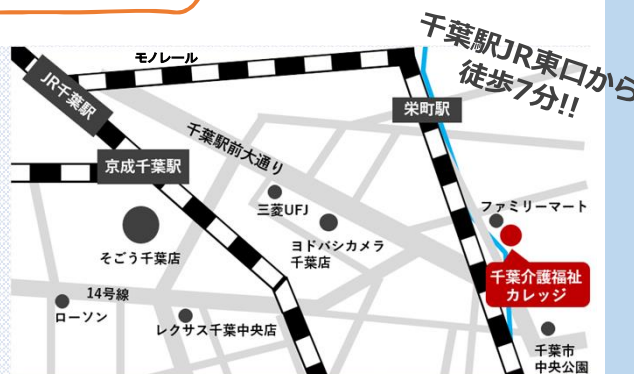 千葉駅JR東口から
徒歩7分!!
モノレール
JR千葉駅
栄町駅
千葉駅前大通り
京成千葉駅
三菱UFJ
ファミリーマート
ヨドバシカメラ
千葉店
そごう千葉店
千葉介護福祉
カレッジ
14号線
ローソン
レクサス千葉中央店
千葉市
中央公園